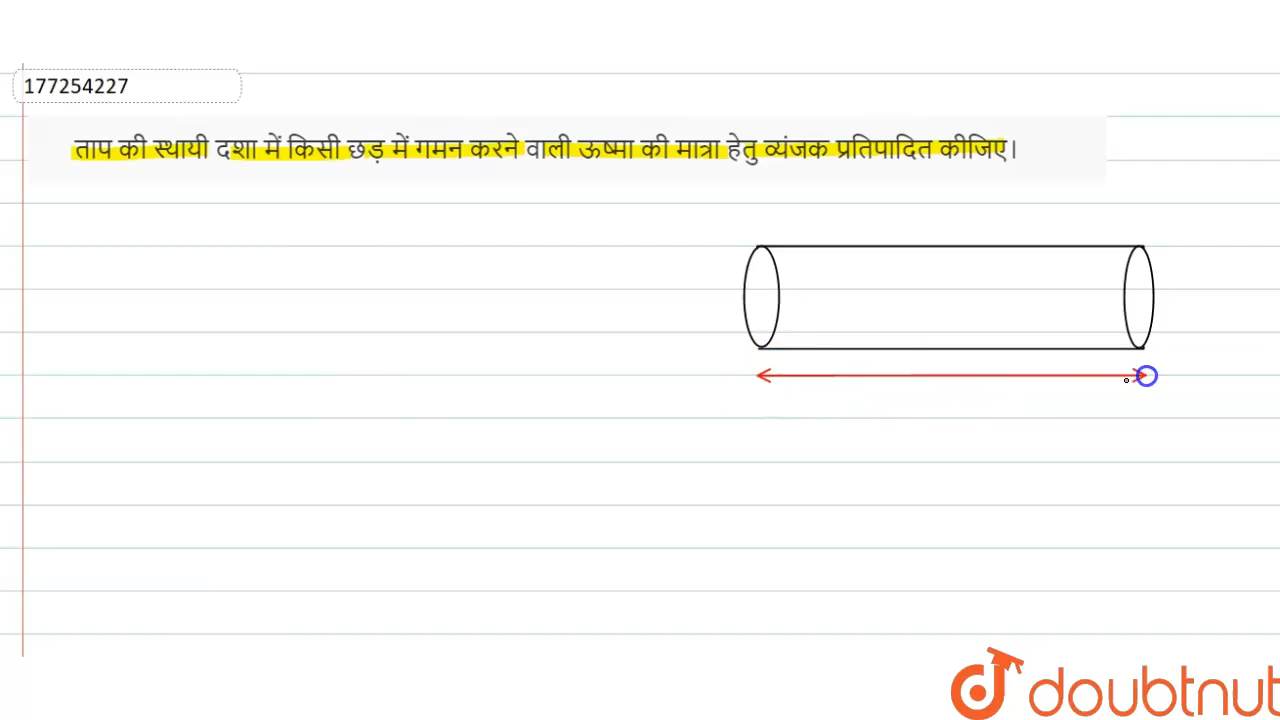 177254227
ताप की स्थायी दशा में किसी छड़ में गमन करने वाली ऊष्मा की मात्रा हेतु व्यंजक प्रतिपादित कीजिए।
doubtnut